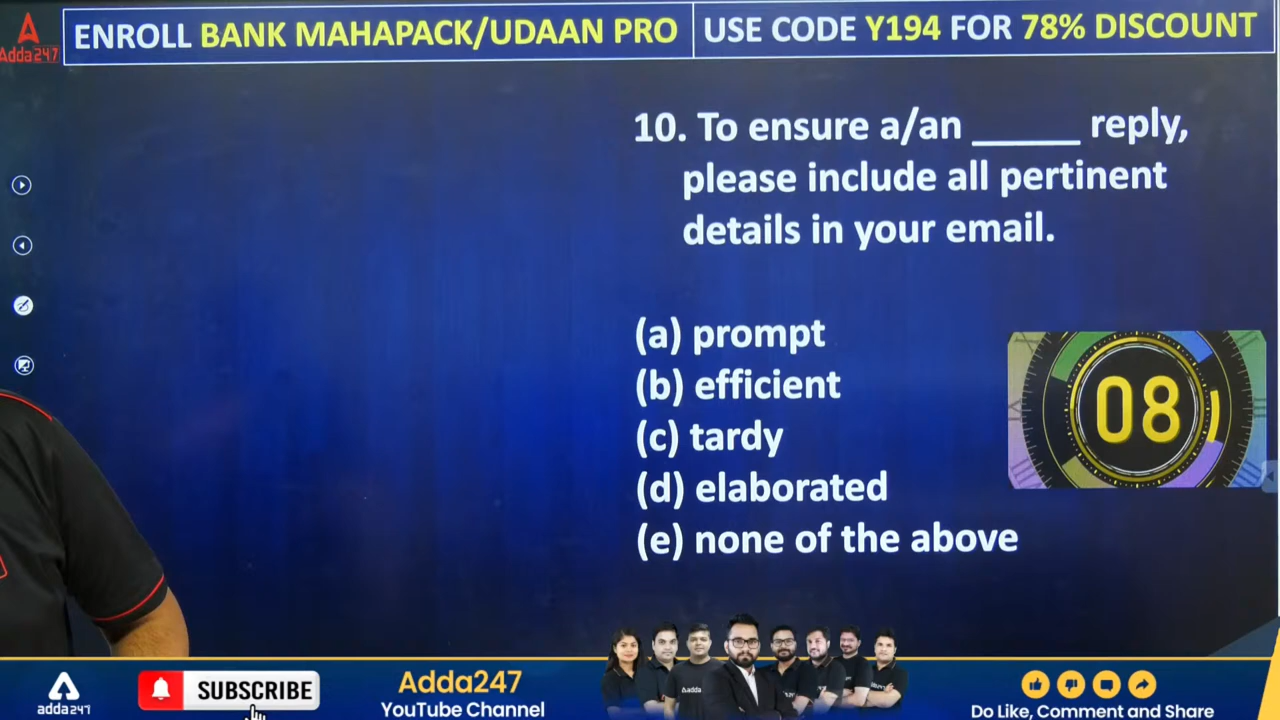 ENROLL BANK MAHAPACK/UDAAN PRO
USE CODE Y194 FOR 78% DISCOUNT
Adda247
10. To ensure a/an ______ reply,
please include all pertinent
details in your email.
(a) prompt
(b) efficient
(c) tardy
(d) elaborated
(e) none of the above
08
adda247
SUBSCRIBE
Adda247
YouTube Channel
Do Like, Comment and Share